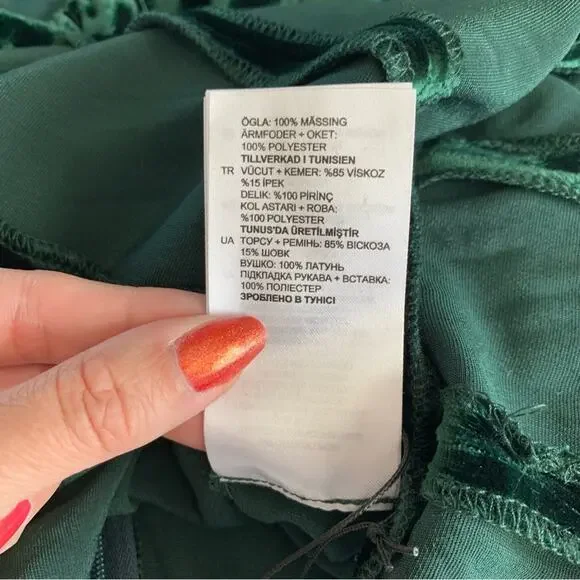 ÖGLA: 100% MÄSSING
ÄRMFODER + OKET:
100% POLYESTER
TILLVERKAD I TUNISIEN
TR VÜCUT + KEMER: %85 VİSKOZ
%15 İPEK
DELİK: %100 PİRİNÇ
KOL ASTARI + ROBA:
%100 POLYESTER
TUNUS'DA ÜRETİLMİŞTİR
UA ТОРСУ + РЕМІНЬ: 85% ВІСКОЗА
15% ШОВК
ВУШКО: 100% ЛАТУНЬ
ПІДКЛАДКА РУКАВА + ВСТАВКА:
100% ПОЛІЕСТЕР
ЗРОБЛЕНО В ТУНІСІ